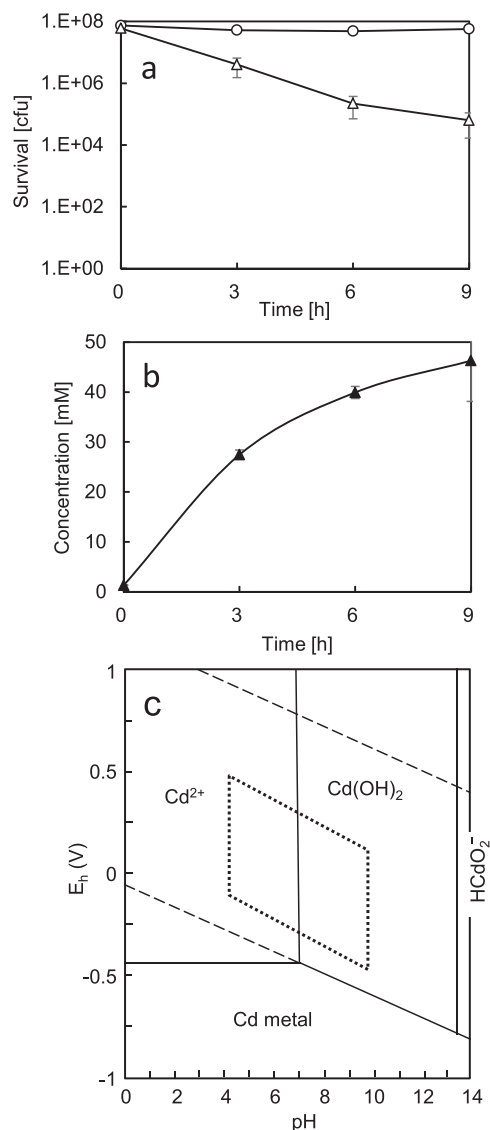 1.E+08
1.E+06
1.E+04
1.E+02
1.E+00
Survival [cfu]
a
0 3 6 9
Time [h]
50
40
30
20
10
0
Concentration [mM]
b
0 3 6 9
Time [h]
1
0.5
0
-0.5
-1
Eₕ (V)
c
Cd²⁺
Cd(OH)₂
HCdO₂⁻
Cd metal
0 2 4 6 8 10 12 14
pH